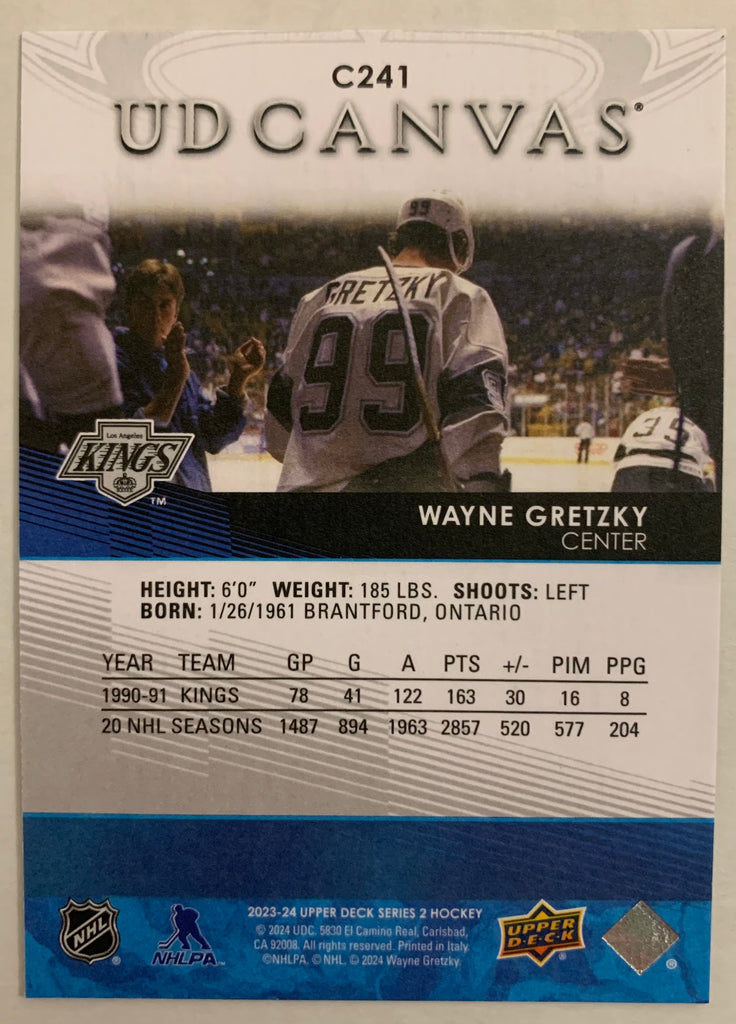 C241
UD CANVAS®
99
GRETZKY
99
Los Angeles
KINGS
TM
WAYNE GRETZKY
CENTER
HEIGHT: 6'0" WEIGHT: 185 LBS. SHOOTS: LEFT
BORN: 1/26/1961 BRANTFORD, ONTARIO
YEAR TEAM GP G A PTS +/- PIM PPG
1990-91 KINGS 78 41 122 163 30 16 8
20 NHL SEASONS 1487 894 1963 2857 520 577 204
2023-24 UPPER DECK SERIES 2 HOCKEY
© 2024 UDC. 5830 El Camino Real, Carlsbad,
CA 92008. All rights reserved. Printed in Italy.
©NHLPA. © NHL. © 2024 Wayne Gretzky.
NHL®
NHLPA™
UPPER
D·E·C·K
®